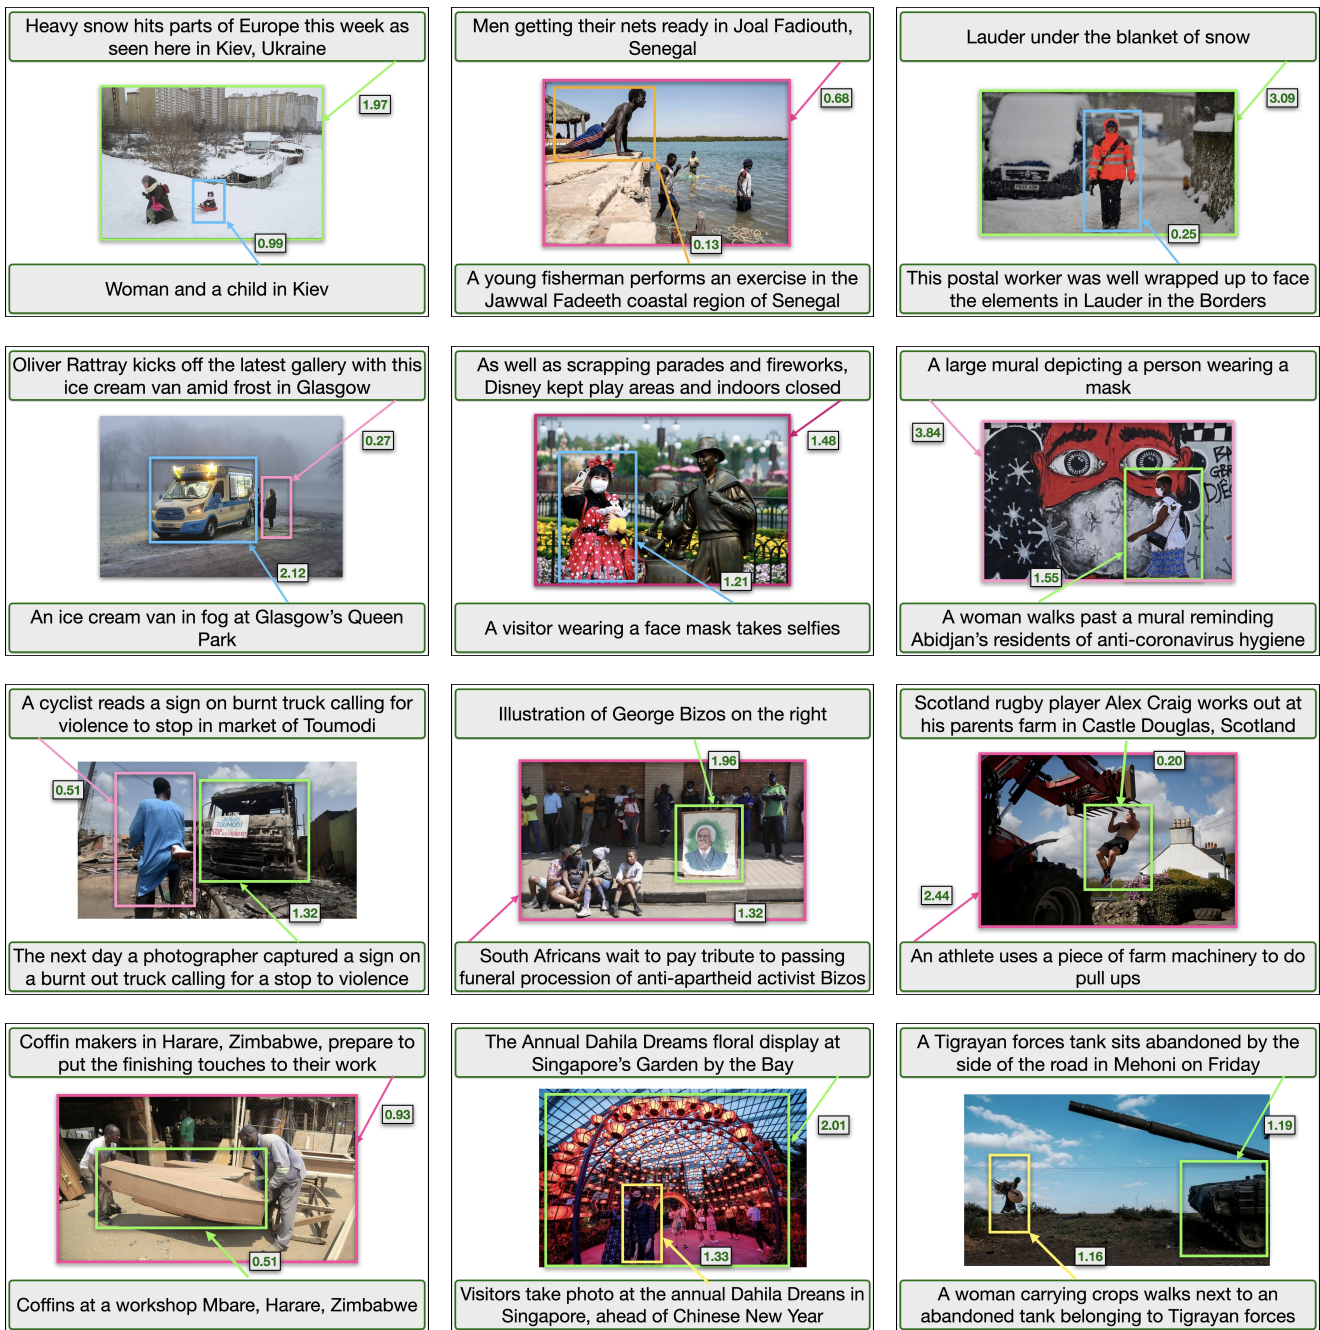 Heavy snow hits parts of Europe this week as
seen here in Kiev, Ukraine
1.97
0.99
Woman and a child in Kiev
Men getting their nets ready in Joal Fadiouth,
Senegal
0.68
0.13
A young fisherman performs an exercise in the
Jawwal Fadeeth coastal region of Senegal
Lauder under the blanket of snow
3.09
0.25
This postal worker was well wrapped up to face
the elements in Lauder in the Borders
Oliver Rattray kicks off the latest gallery with this
ice cream van amid frost in Glasgow
0.27
2.12
An ice cream van in fog at Glasgow's Queen
Park
As well as scrapping parades and fireworks,
Disney kept play areas and indoors closed
1.48
1.21
A visitor wearing a face mask takes selfies
A large mural depicting a person wearing a
mask
3.84
1.55
A woman walks past a mural reminding
Abidjan's residents of anti-coronavirus hygiene
A cyclist reads a sign on burnt truck calling for
violence to stop in market of Toumodi
0.51
TOUMODI
1.32
The next day a photographer captured a sign on
a burnt out truck calling for a stop to violence
Illustration of George Bizos on the right
1.96
1.32
South Africans wait to pay tribute to passing
funeral procession of anti-apartheid activist Bizos
Scotland rugby player Alex Craig works out at
his parents farm in Castle Douglas, Scotland
0.20
2.44
An athlete uses a piece of farm machinery to do
pull ups
Coffin makers in Harare, Zimbabwe, prepare to
put the finishing touches to their work
0.93
0.51
Coffins at a workshop Mbare, Harare, Zimbabwe
The Annual Dahila Dreams floral display at
Singapore's Garden by the Bay
2.01
1.33
Visitors take photo at the annual Dahila Dreans in
Singapore, ahead of Chinese New Year
A Tigrayan forces tank sits abandoned by the
side of the road in Mehoni on Friday
1.19
1.16
A woman carrying crops walks next to an
abandoned tank belonging to Tigrayan forces